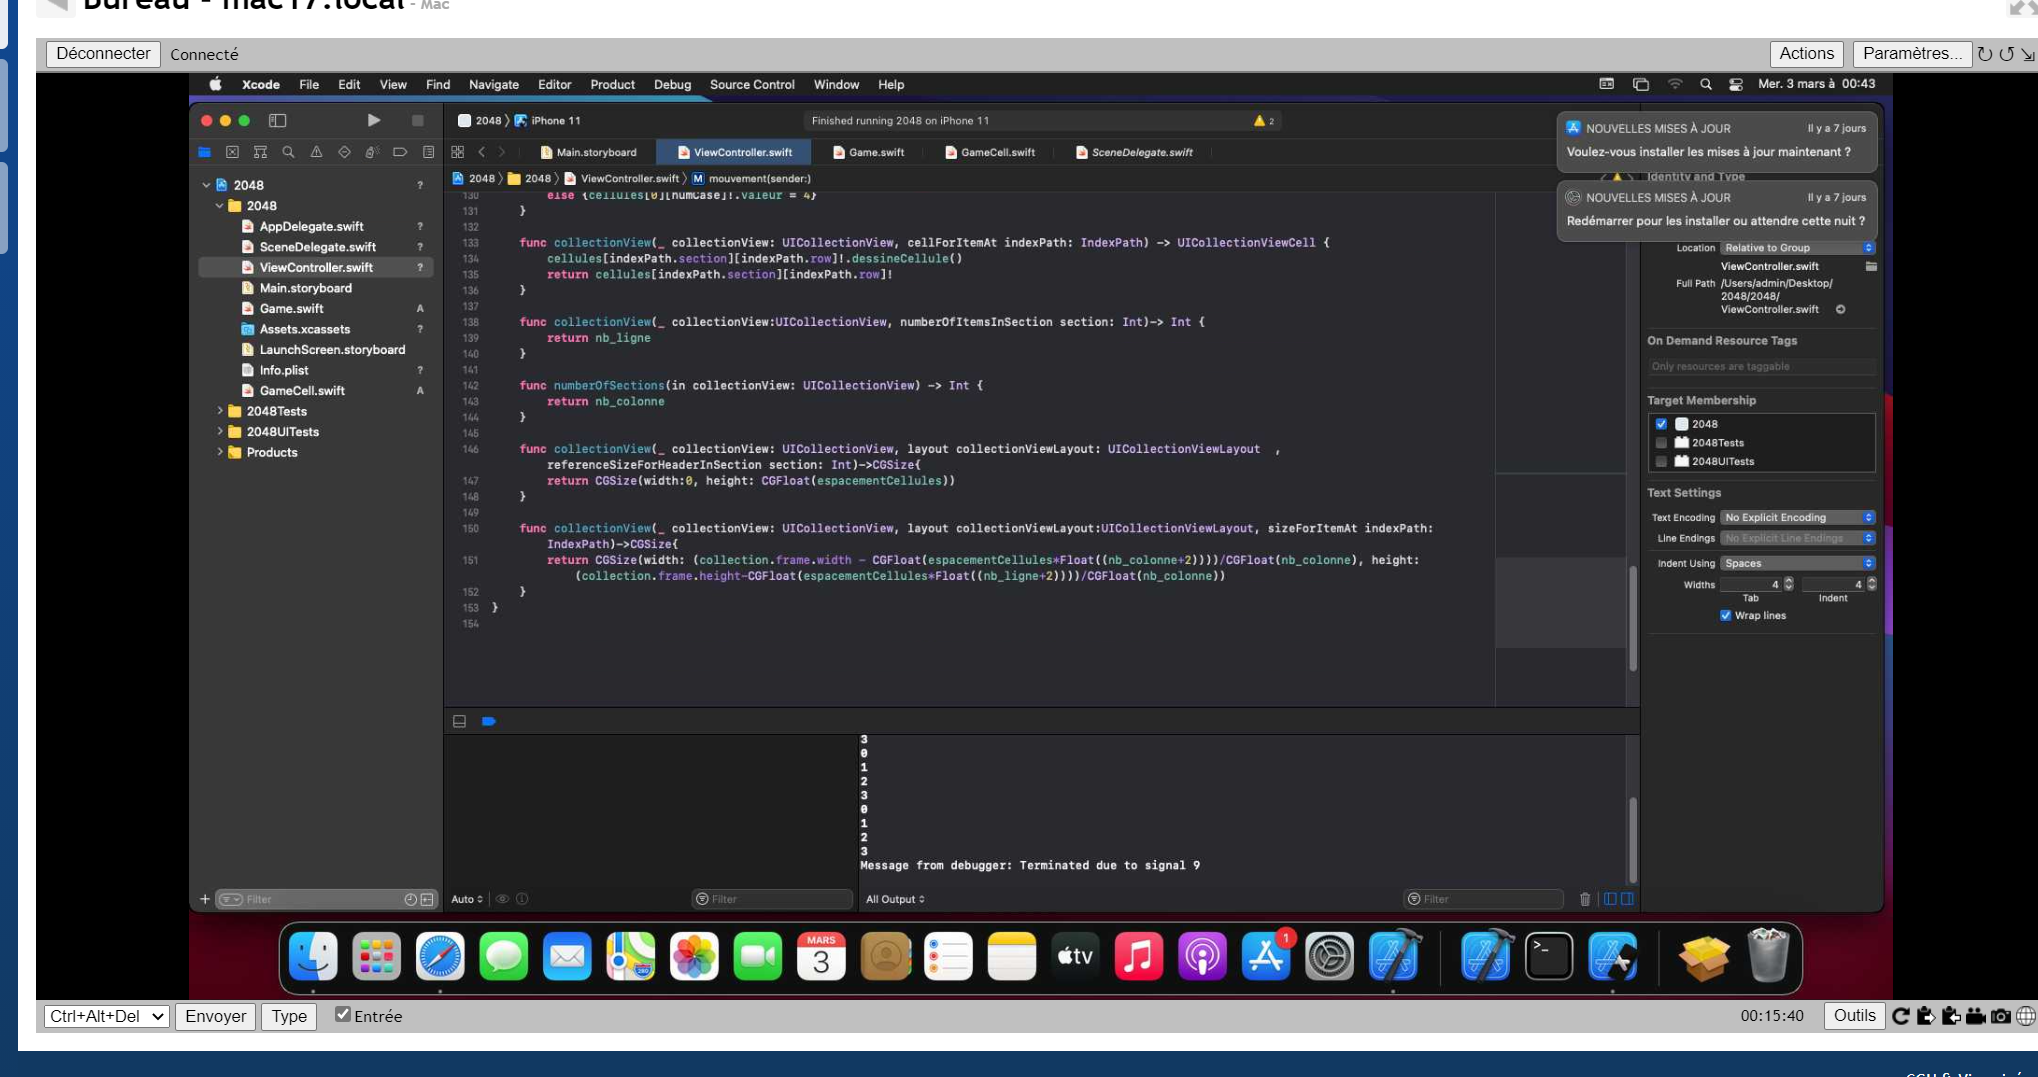 Bureau - mac17.local - Mac
Déconnecter Connecté Actions Paramètres...
Xcode File Edit View Find Navigate Editor Product Debug Source Control Window Help Mer. 3 mars à 00:43
2048 〉 iPhone 11 Finished running 2048 on iPhone 11 2
NOUVELLES MISES À JOUR Il y a 7 jours
Voulez-vous installer les mises à jour maintenant ?
NOUVELLES MISES À JOUR Il y a 7 jours
Redémarrer pour les installer ou attendre cette nuit ?
Main.storyboard ViewController.swift Game.swift GameCell.swift SceneDelegate.swift
2048 〉 2048 〉 ViewController.swift 〉 M mouvement(sender:)
2048 ?
2048
AppDelegate.swift ?
SceneDelegate.swift ?
ViewController.swift ?
Main.storyboard
Game.swift A
Assets.xcassets ?
LaunchScreen.storyboard
Info.plist ?
GameCell.swift A
2048Tests
2048UITests
Products
130 else {cellules[0][numCase]!.valeur = 4}
131 }
132
133 func collectionView(_ collectionView: UICollectionView, cellForItemAt indexPath: IndexPath) -> UICollectionViewCell {
134 cellules[indexPath.section][indexPath.row]!.dessineCellule()
135 return cellules[indexPath.section][indexPath.row]!
136 }
137
138 func collectionView(_ collectionView:UICollectionView, numberOfItemsInSection section: Int)-> Int {
139 return nb_ligne
140 }
141
142 func numberOfSections(in collectionView: UICollectionView) -> Int {
143 return nb_colonne
144 }
145
146 func collectionView(_ collectionView: UICollectionView, layout collectionViewLayout: UICollectionViewLayout ,
referenceSizeForHeaderInSection section: Int)->CGSize{
147 return CGSize(width:0, height: CGFloat(espacementCellules))
148 }
149
150 func collectionView(_ collectionView: UICollectionView, layout collectionViewLayout:UICollectionViewLayout, sizeForItemAt indexPath:
IndexPath)->CGSize{
151 return CGSize(width: (collection.frame.width - CGFloat(espacementCellules*Float((nb_colonne+2))))/CGFloat(nb_colonne), height:
(collection.frame.height-CGFloat(espacementCellules*Float((nb_ligne+2))))/CGFloat(nb_colonne))
152 }
153 }
154
Identity and Type
Location Relative to Group
ViewController.swift
Full Path /Users/admin/Desktop/
2048/2048/
ViewController.swift
On Demand Resource Tags
Only resources are taggable
Target Membership
2048
2048Tests
2048UITests
Text Settings
Text Encoding No Explicit Encoding
Line Endings No Explicit Line Endings
Indent Using Spaces
Widths 4 4
Tab Indent
Wrap lines
3
0
1
2
3
0
1
2
3
Message from debugger: Terminated due to signal 9
Filter Auto Filter All Output Filter
MARS
3
tv
1
280
Ctrl+Alt+Del Envoyer Type Entrée 00:15:40 Outils